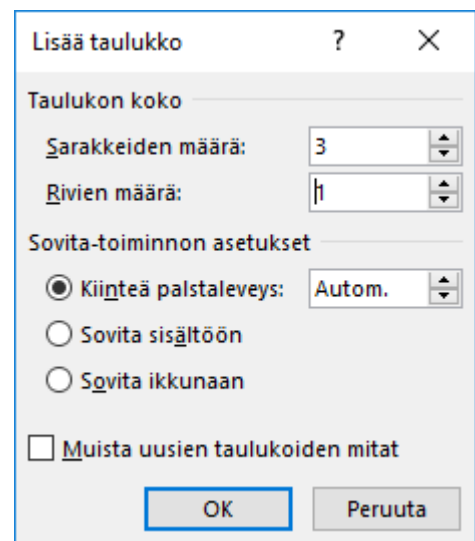 Lisää taulukko ? ×
Taulukon koko
Sarakkeiden määrä: 3
Rivien määrä: 1
Sovita-toiminnon asetukset
Kiinteä palstaleveys: Autom.
Sovita sisältöön
Sovita ikkunaan
Muista uusien taulukoiden mitat
OK Peruuta